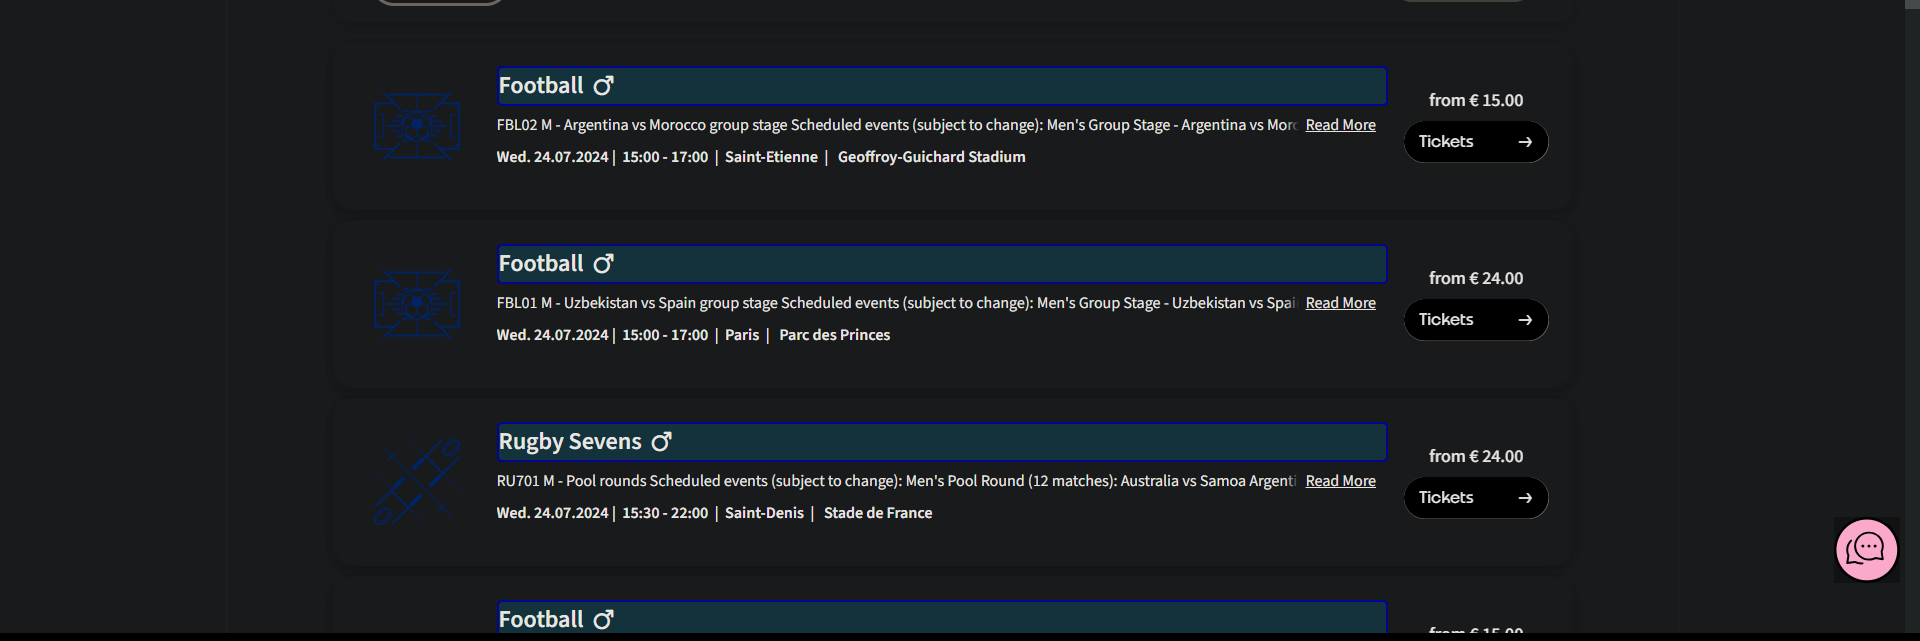 Football ♂
from € 15.00
FBL02 M - Argentina vs Morocco group stage Scheduled events (subject to change): Men's Group Stage - Argentina vs Read More
Tickets →
Wed. 24.07.2024 | 15:00 - 17:00 | Saint-Etienne | Geoffroy-Guichard Stadium
Football ♂
from € 24.00
FBL01 M - Uzbekistan vs Spain group stage Scheduled events (subject to change): Men's Group Stage - Uzbekistan vs Read More
Tickets →
Wed. 24.07.2024 | 15:00 - 17:00 | Paris | Parc des Princes
Rugby Sevens ♂
from € 24.00
RU701 M - Pool rounds Scheduled events (subject to change): Men's Pool Round (12 matches): Australia vs Samoa Argenti Read More
Tickets →
Wed. 24.07.2024 | 15:30 - 22:00 | Saint-Denis | Stade de France
Football ♂
from € 15.00